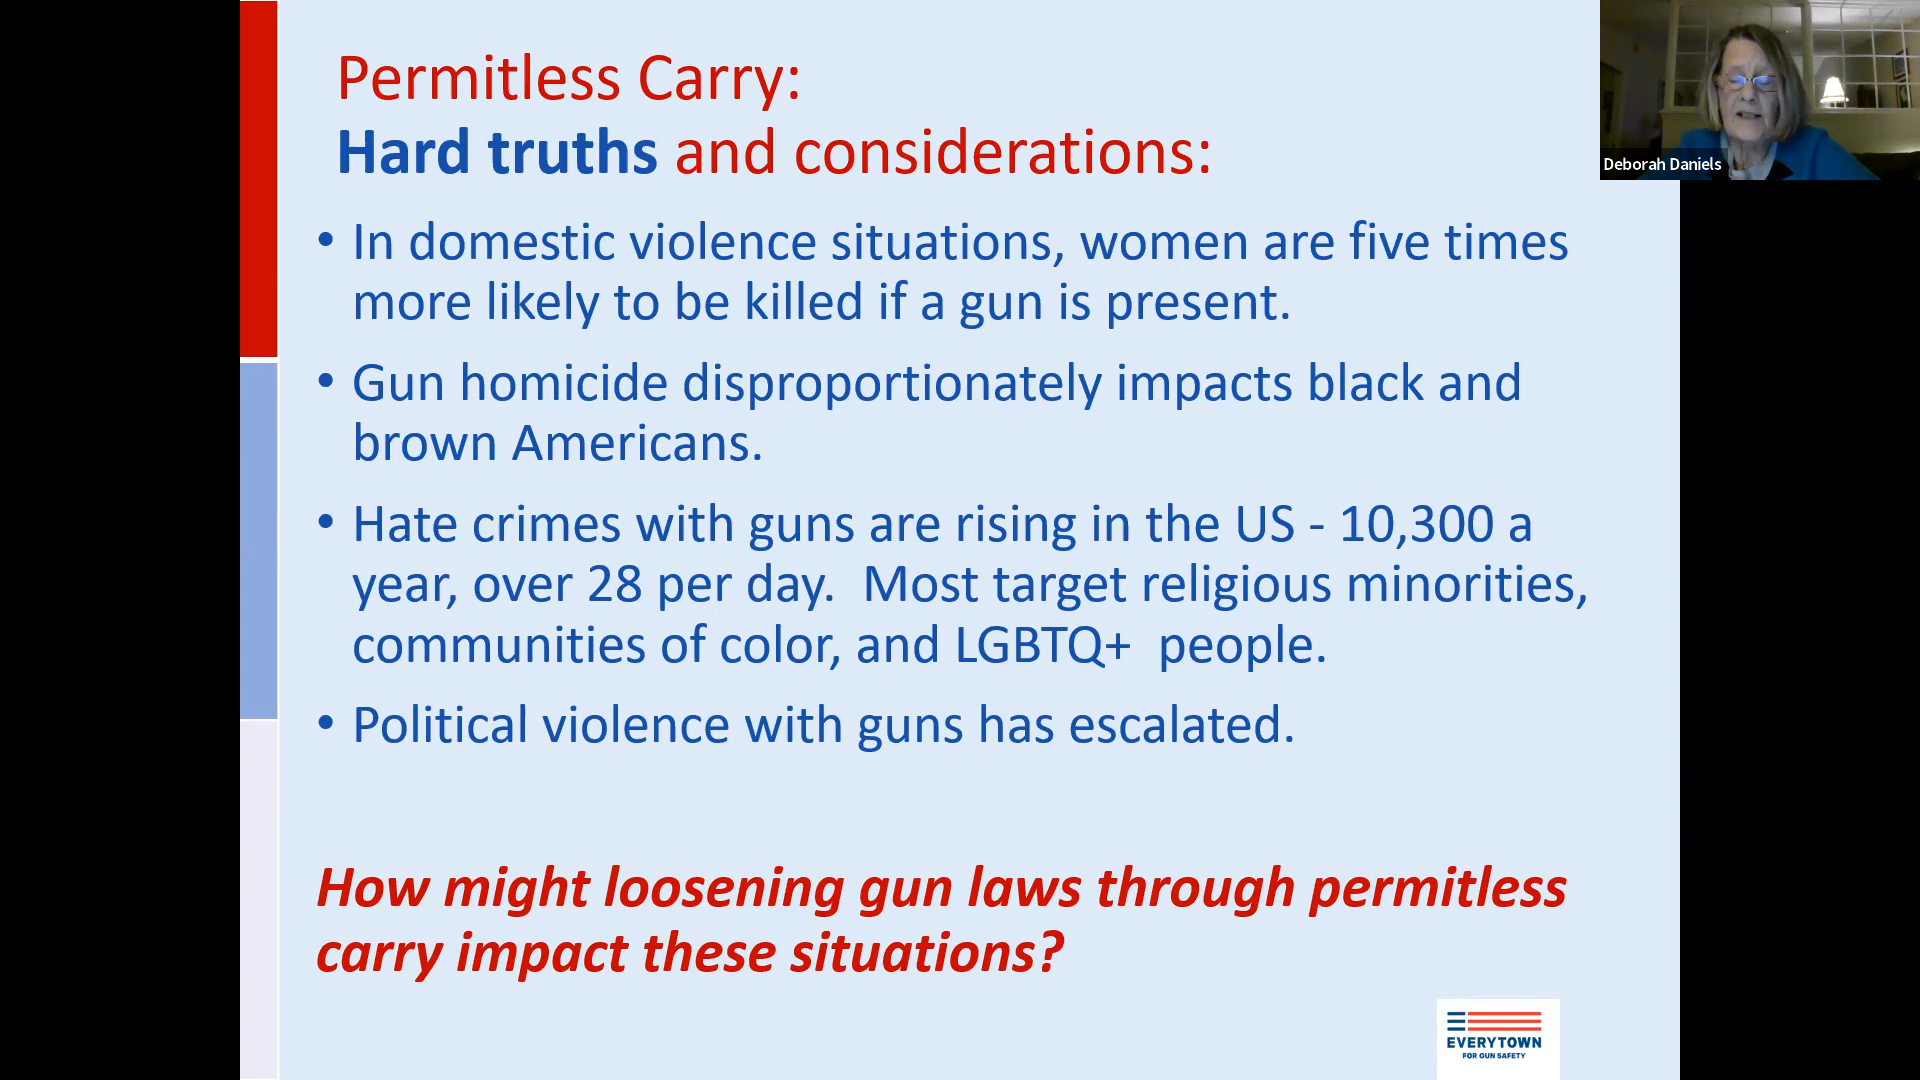 Permitless Carry:
Hard truths and considerations:
• In domestic violence situations, women are five times
more likely to be killed if a gun is present.
• Gun homicide disproportionately impacts black and
brown Americans.
• Hate crimes with guns are rising in the US - 10,300 a
year, over 28 per day.  Most target religious minorities,
communities of color, and LGBTQ+  people.
• Political violence with guns has escalated.
How might loosening gun laws through permitless
carry impact these situations?
EVERYTOWN
FOR GUN SAFETY
Deborah Daniels